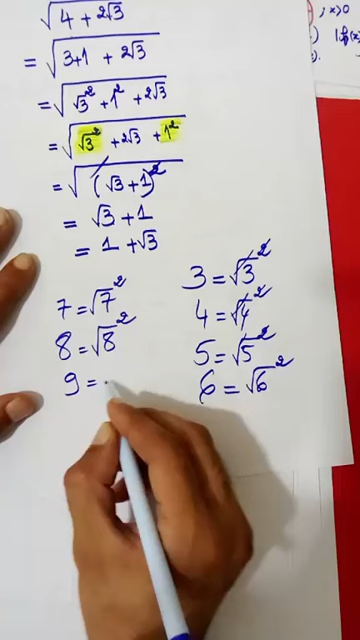 √(4 + 2√3)
= √(3+1 + 2√3)
= √(√3² + 1² + 2√3)
= √(√3² + 2√3 + 1²)
= √(√3 + 1)²
= √3 + 1
= 1 + √3
3 = √3²
4 = √4²
5 = √5²
6 = √6²
7 = √7²
8 = √8²
9 =
; x>0